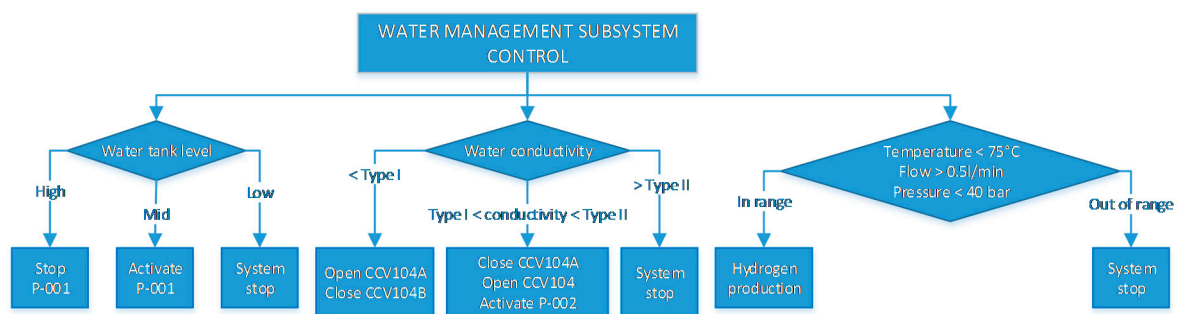 WATER MANAGEMENT SUBSYSTEM
CONTROL
Water tank level
Water conductivity
Temperature < 75°C
Flow > 0.5l/min
Pressure < 40 bar
High
Mid
Low
< Type I
Type I < conductivity < Type II
> Type II
In range
Out of range
Stop
P-001
Activate
P-001
System
stop
Open CCV104A
Close CCV104B
Close CCV104A
Open CCV104
Activate P-002
System
stop
Hydrogen
production
System
stop